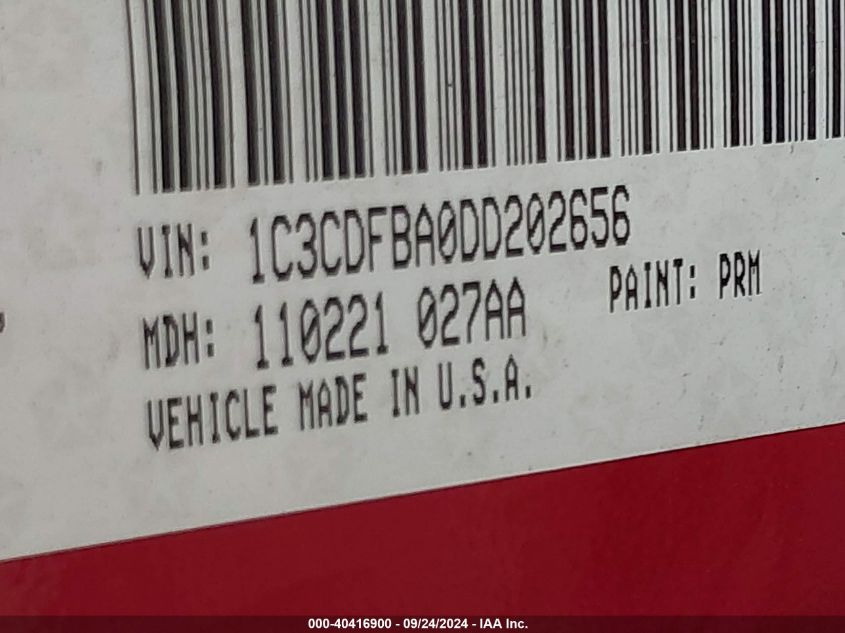 VIN: 1C3CDFBA0DD202656
MDH: 110221 027AA PAINT: PRM
VEHICLE MADE IN U.S.A.
000-40416900 - 09/24/2024 - IAA Inc.